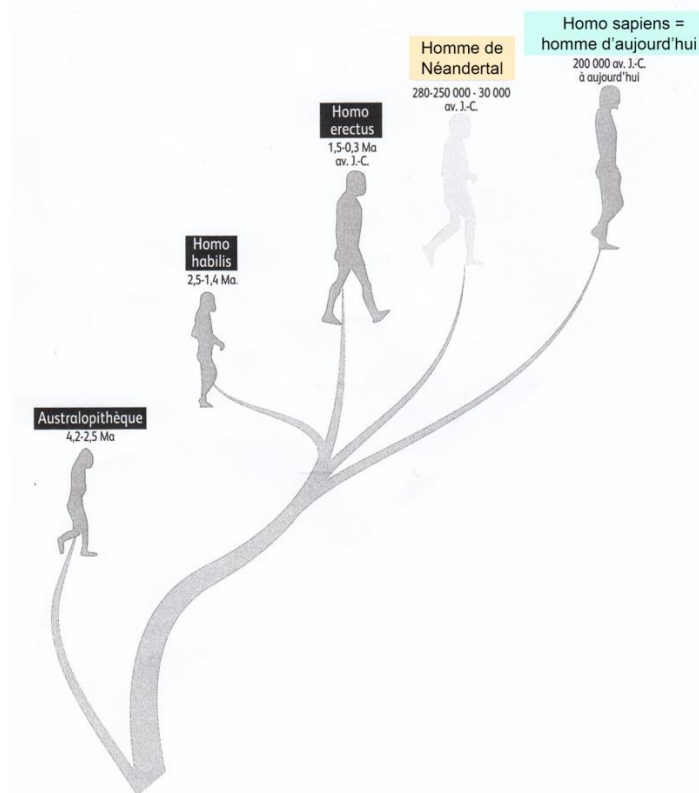 Homo sapiens =
homme d'aujourd'hui
200 000 av. J.-C.
à aujourd'hui
Homme de
Néandertal
280-250 000 - 30 000
av. J.-C.
Homo
erectus
1,5-0,3 Ma
av. J.-C.
Homo
habilis
2,5-1,4 Ma.
Australopithèque
4,2-2,5 Ma